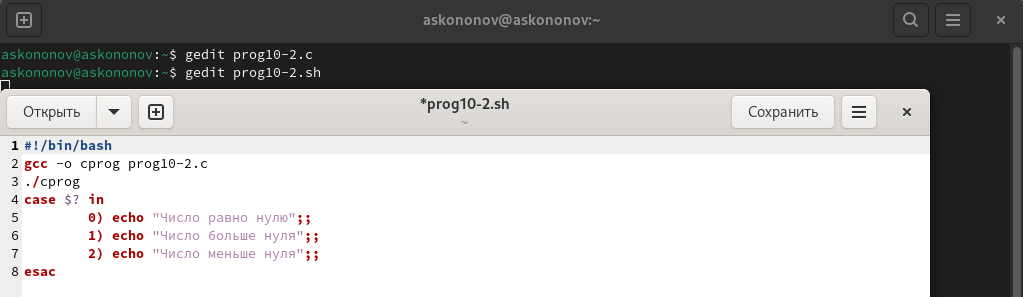 askononov@askononov:~
askononov@askononov:~$ gedit prog10-2.c
askononov@askononov:~$ gedit prog10-2.sh
Открыть
*prog10-2.sh
~
Сохранить
1 #!/bin/bash
2 gcc -o cprog prog10-2.c
3 ./cprog
4 case $? in
5 0) echo "Число равно нулю";;
6 1) echo "Число больше нуля";;
7 2) echo "Число меньше нуля";;
8 esac